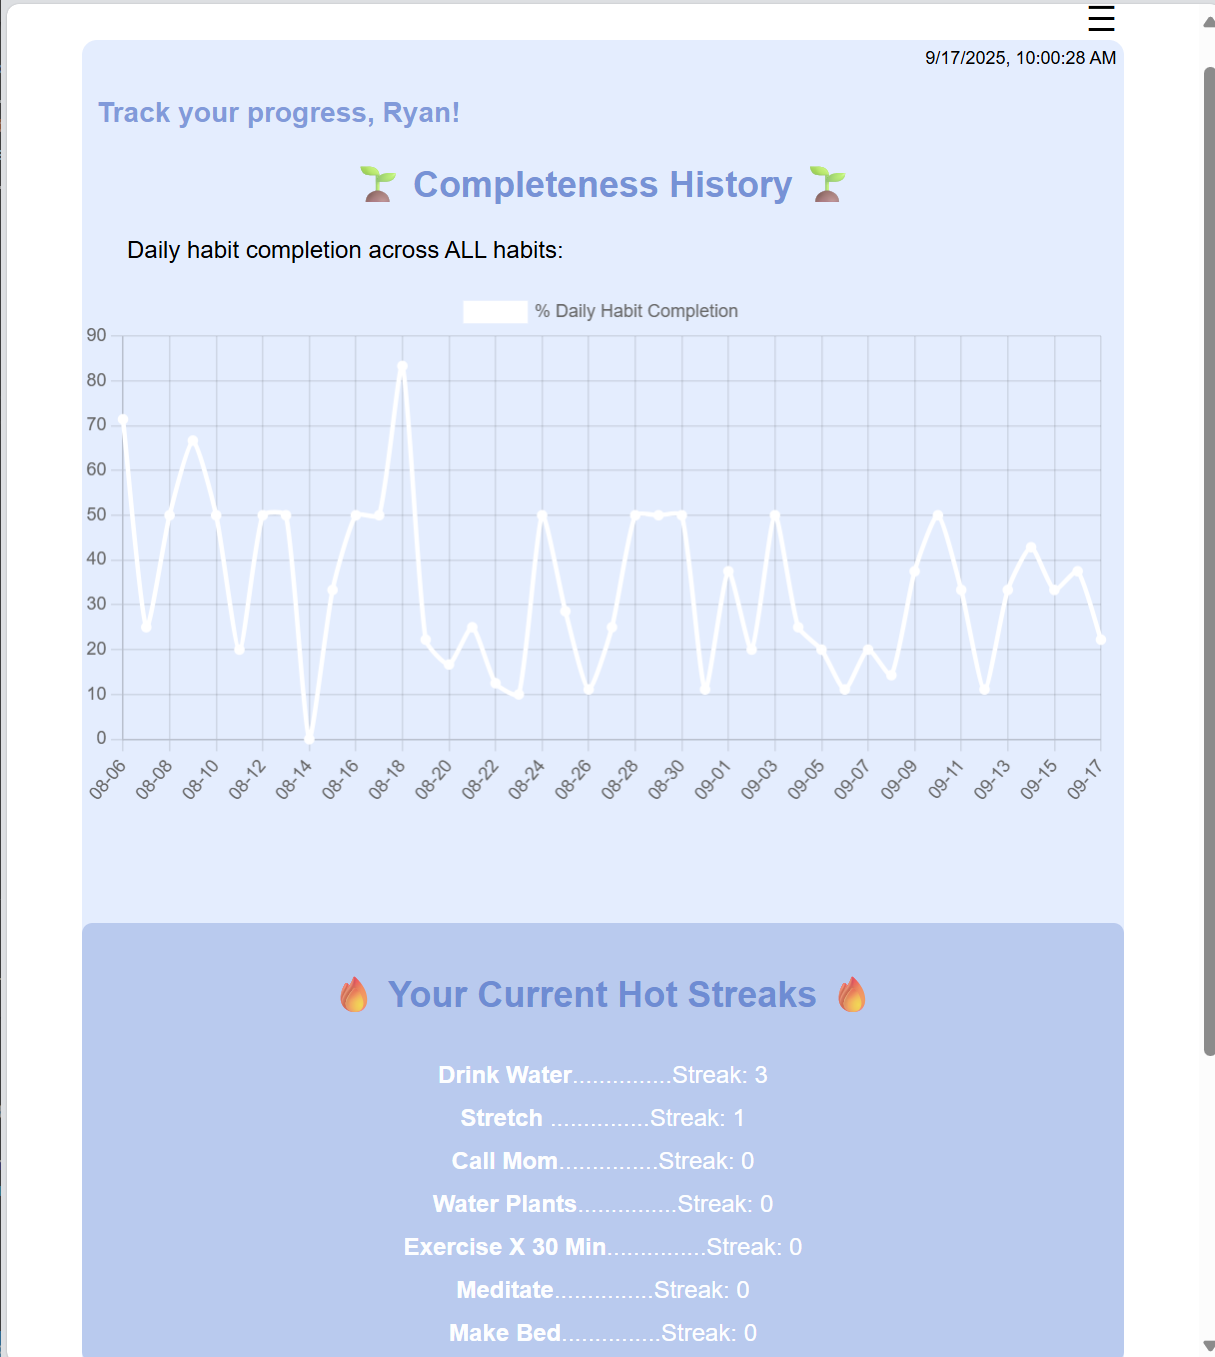 ☰
9/17/2025, 10:00:28 AM
Track your progress, Ryan!
🌱 Completeness History 🌱
Daily habit completion across ALL habits:
% Daily Habit Completion
90
80
70
60
50
40
30
20
10
0
08-06 08-08 08-10 08-12 08-14 08-16 08-18 08-20 08-22 08-24 08-26 08-28 08-30 09-01 09-03 09-05 09-07 09-09 09-11 09-13 09-15 09-17
🔥 Your Current Hot Streaks 🔥
Drink Water...............Streak: 3
Stretch ...............Streak: 1
Call Mom...............Streak: 0
Water Plants...............Streak: 0
Exercise X 30 Min...............Streak: 0
Meditate...............Streak: 0
Make Bed...............Streak: 0